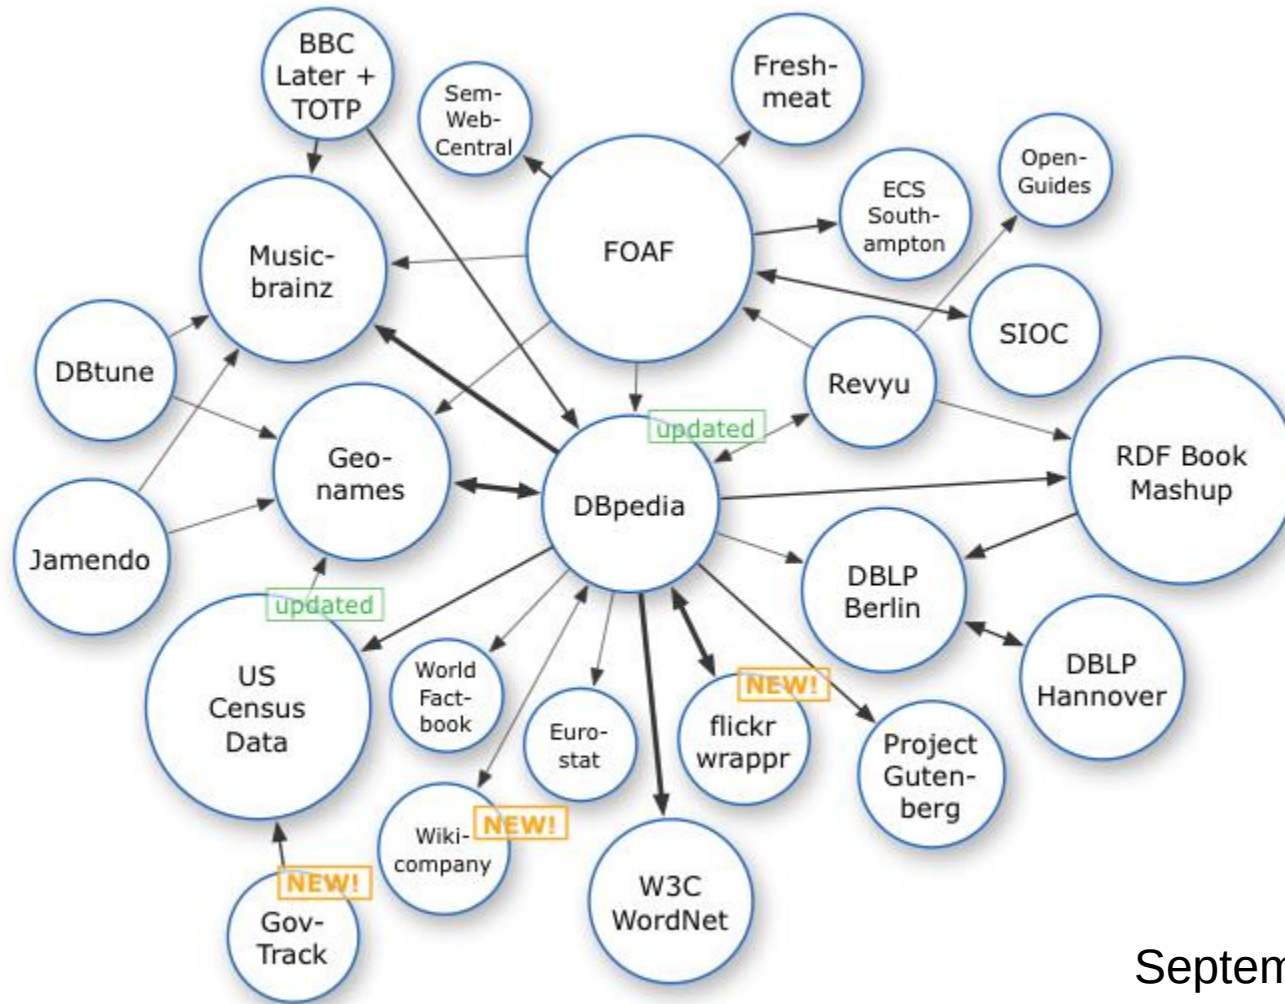 BBC
Later +
TOTP
Sem-
Web-
Central
Fresh-
meat
Open-
Guides
ECS
South-
ampton
FOAF
Music-
brainz
SIOC
DBtune
Revyu
updated
Geo-
names
DBpedia
RDF Book
Mashup
Jamendo
updated
DBLP
Berlin
US
Census
Data
World
Fact-
book
Euro-
stat
NEW!
flickr
wrappr
DBLP
Hannover
Project
Guten-
berg
NEW!
Wiki-
company
W3C
WordNet
NEW!
Gov-
Track
Septem